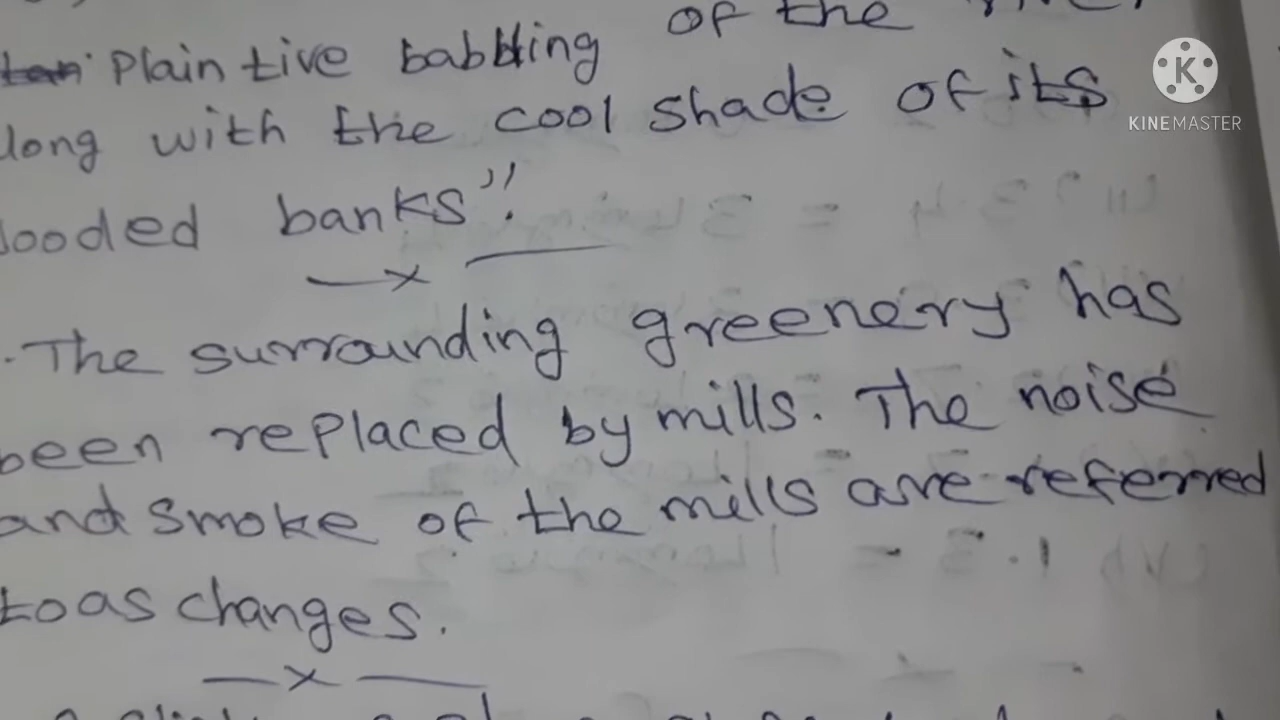 Plaintive babbling of the
long with the cool shade of its
ooded banks".
The surrounding greenery has
been replaced by mills. The noise
and smoke of the mills are referred
to as changes.
K
KINEMASTER